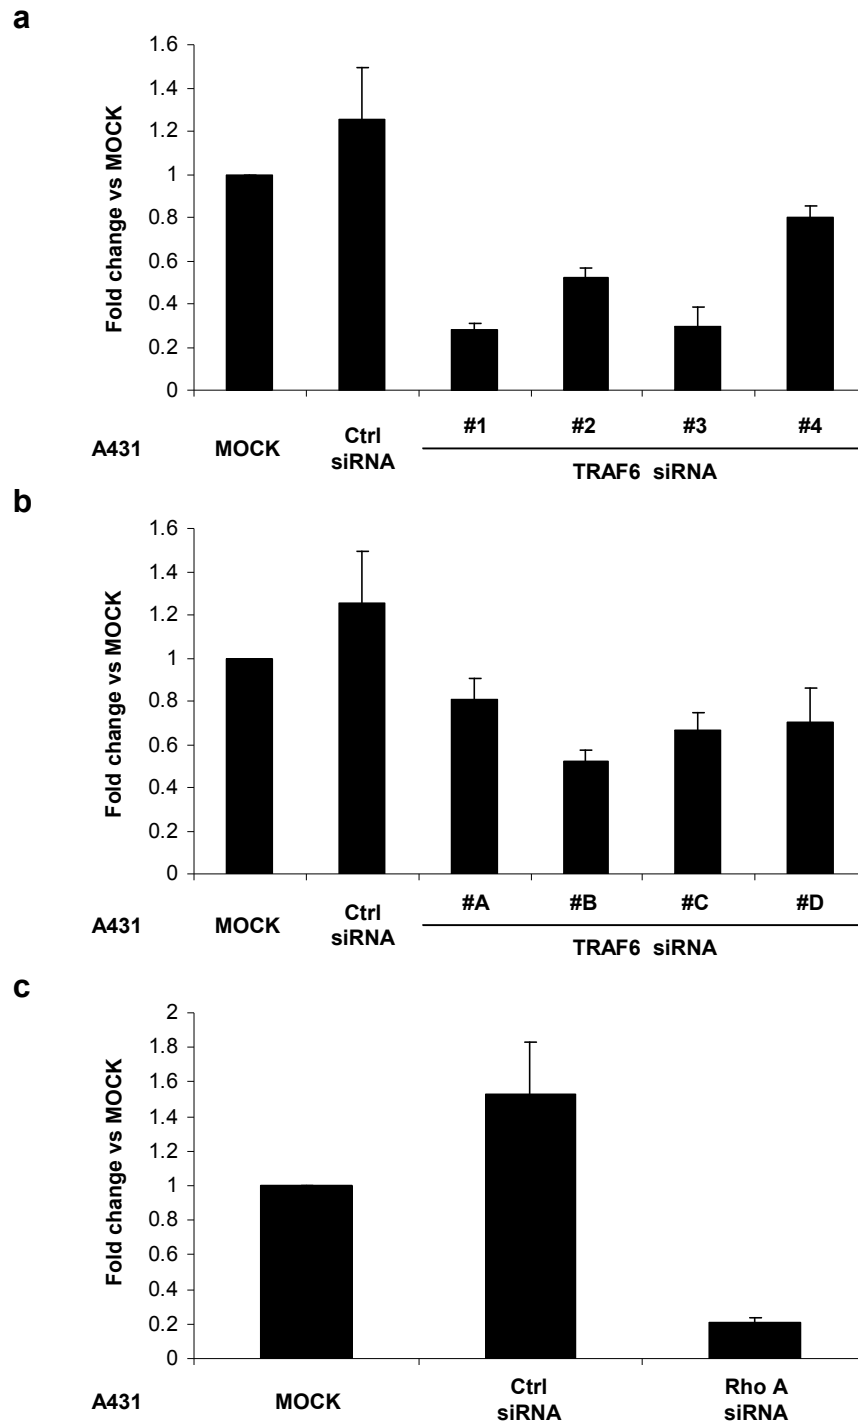 a
Fold change vs MOCK
1.6
1.4
1.2
1
0.8
0.6
0.4
0.2
0
A431
MOCK
Ctrl
siRNA
#1 #2 #3 #4
TRAF6 siRNA
b
Fold change vs MOCK
1.6
1.4
1.2
1
0.8
0.6
0.4
0.2
0
A431
MOCK
Ctrl
siRNA
#A #B #C #D
TRAF6 siRNA
c
Fold change vs MOCK
2
1.8
1.6
1.4
1.2
1
0.8
0.6
0.4
0.2
0
A431
MOCK
Ctrl
siRNA
Rho A
siRNA